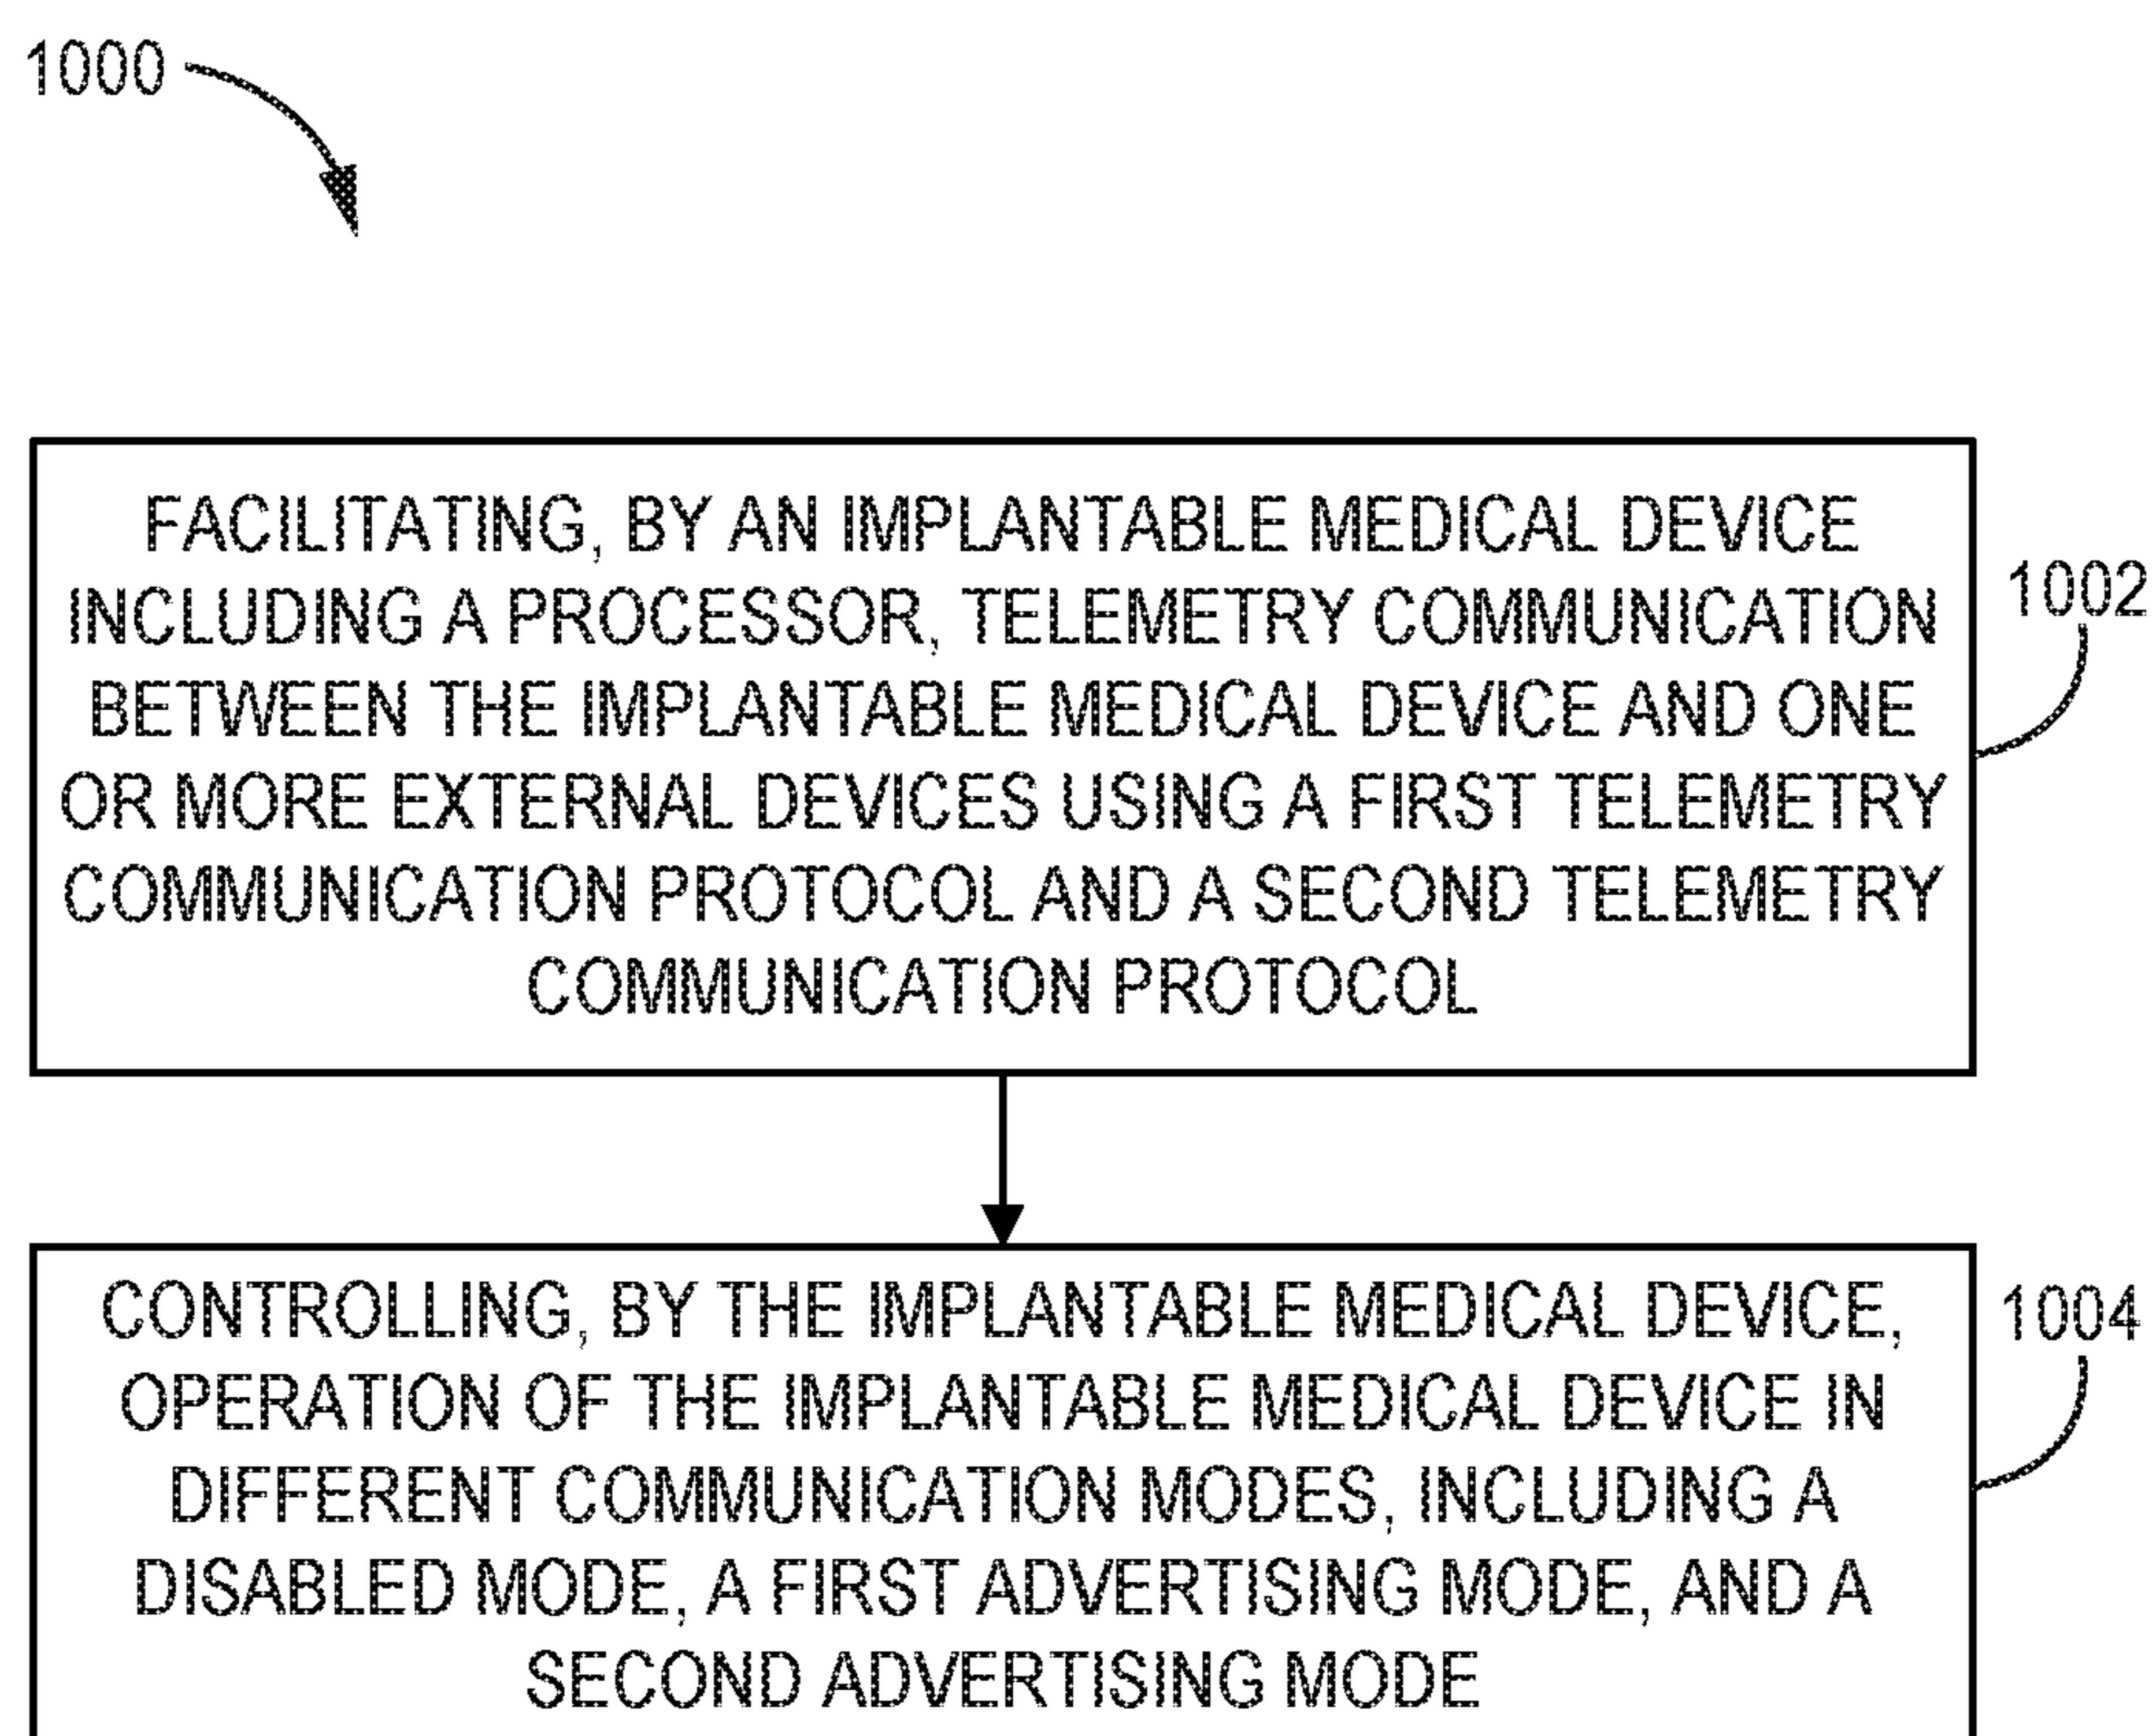 1000
FACILITATING, BY AN IMPLANTABLE MEDICAL DEVICE
INCLUDING A PROCESSOR, TELEMETRY COMMUNICATION
BETWEEN THE IMPLANTABLE MEDICAL DEVICE AND ONE
OR MORE EXTERNAL DEVICES USING A FIRST TELEMETRY
COMMUNICATION PROTOCOL AND A SECOND TELEMETRY
COMMUNICATION PROTOCOL
1002
CONTROLLING, BY THE IMPLANTABLE MEDICAL DEVICE,
OPERATION OF THE IMPLANTABLE MEDICAL DEVICE IN
DIFFERENT COMMUNICATION MODES, INCLUDING A
DISABLED MODE, A FIRST ADVERTISING MODE, AND A
SECOND ADVERTISING MODE
1004